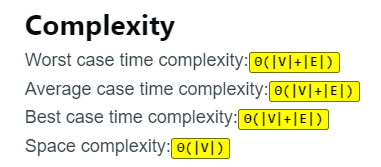 Complexity
Worst case time complexity: Θ(|V|+|E|)
Average case time complexity: Θ(|V|+|E|)
Best case time complexity: Θ(|V|+|E|)
Space complexity: Θ(|V|)